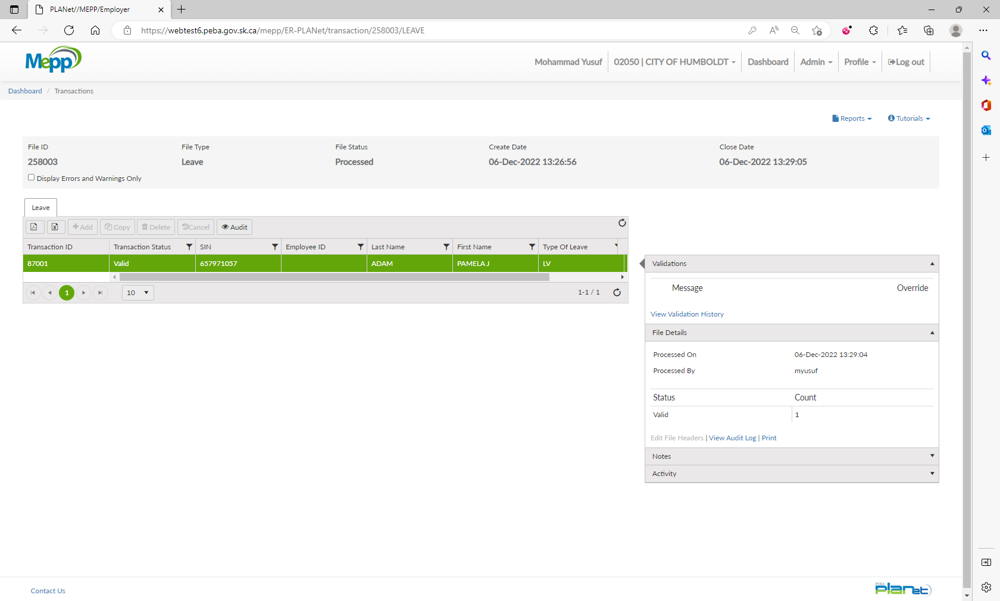 PLANet//MEPP/Employer
https://webtest6.peba.gov.sk.ca/mepp/ER-PLANet/transaction/258003/LEAVE
Mepp
Mohammad Yusuf
02050 | CITY OF HUMBOLDT
Dashboard
Admin
Profile
Log out
Dashboard / Transactions
Reports
Tutorials
File ID
File Type
File Status
Create Date
Close Date
258003
Leave
Processed
06-Dec-2022 13:26:56
06-Dec-2022 13:29:05
Display Errors and Warnings Only
Leave
Add
Copy
Delete
Cancel
Audit
Transaction ID
Transaction Status
SIN
Employee ID
Last Name
First Name
Type Of Leave
87001
Valid
657971057
ADAM
PAMELA J
LV
1
10
1-1 / 1
Validations
Message
Override
View Validation History
File Details
Processed On
06-Dec-2022 13:29:04
Processed By
myusuf
Status
Count
Valid
1
Edit File Headers | View Audit Log | Print
Notes
Activity
Contact Us
PEBA
planet